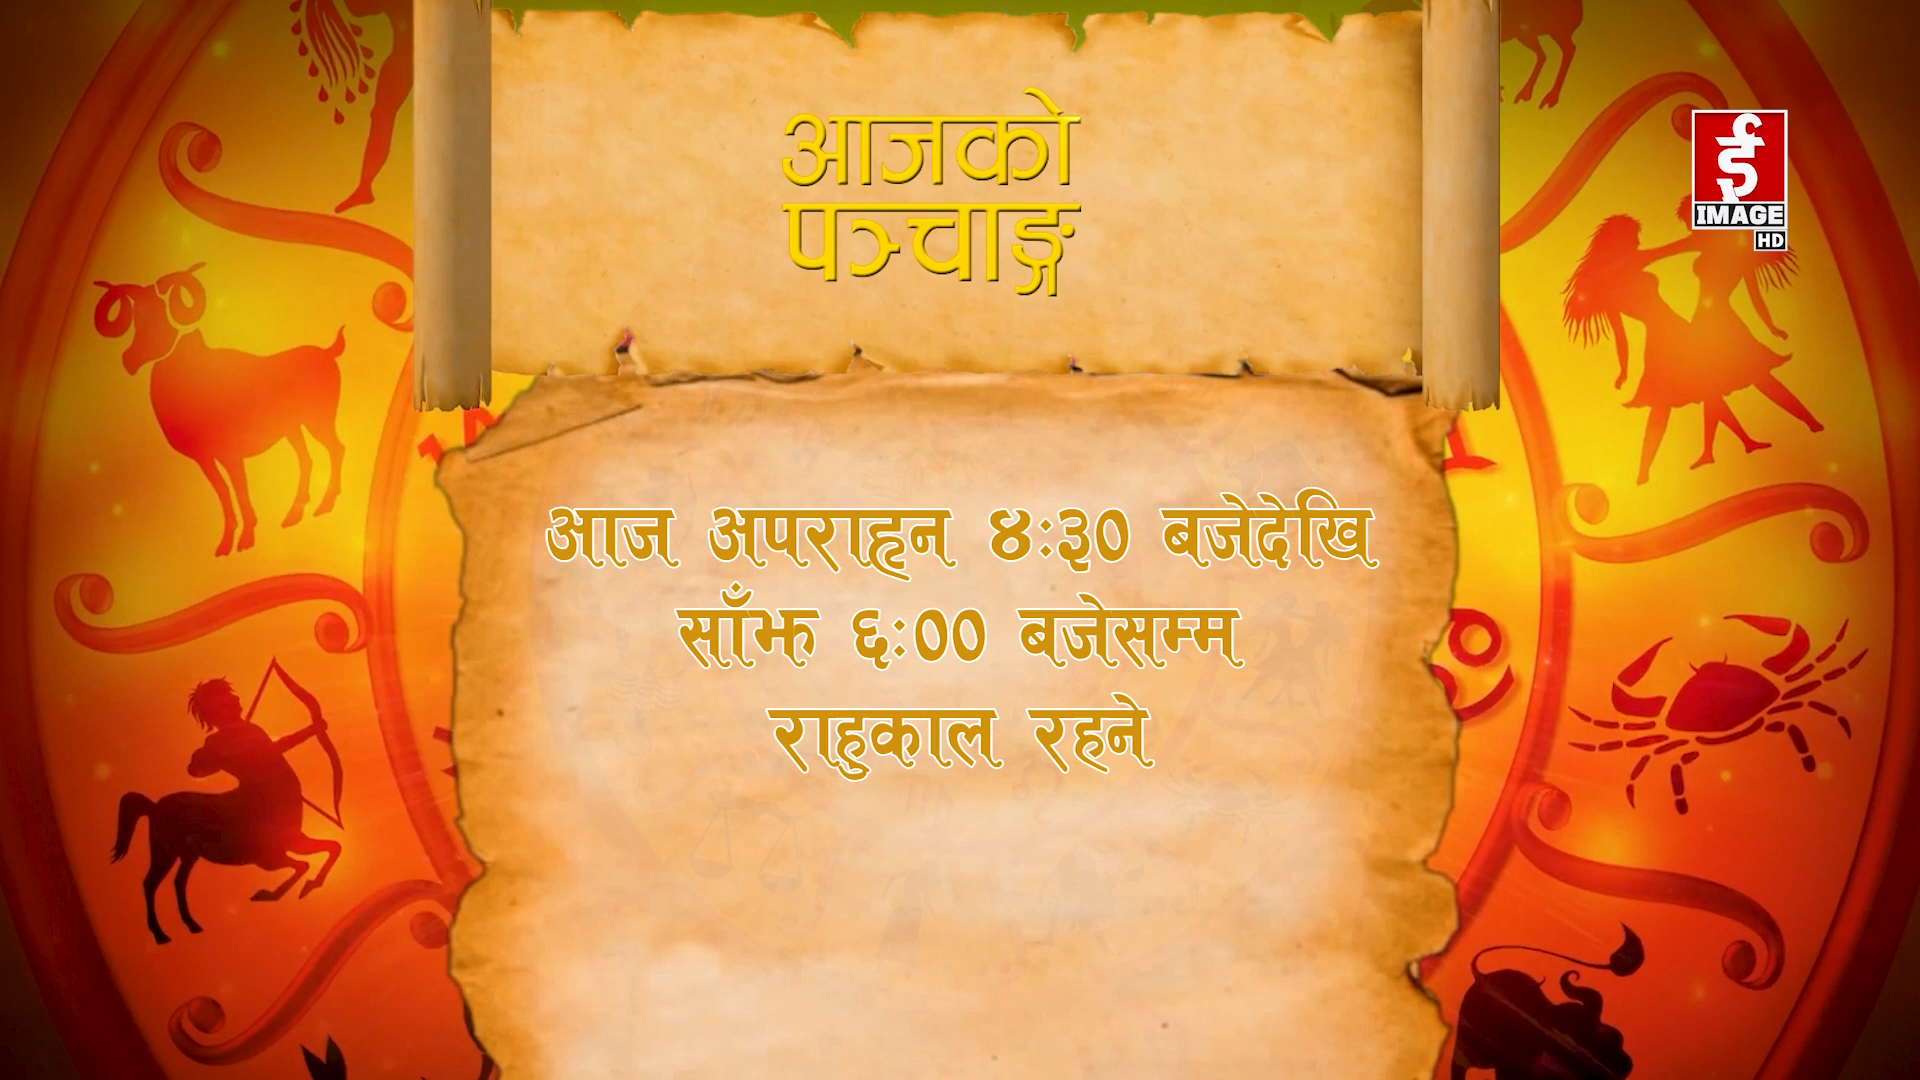 आजको
पञ्चाङ्ग
ई
IMAGE
HD
आज अपराह्न ४:३० बजेदेखि
साँझ ६:०० बजेसम्म
राहुकाल रहने